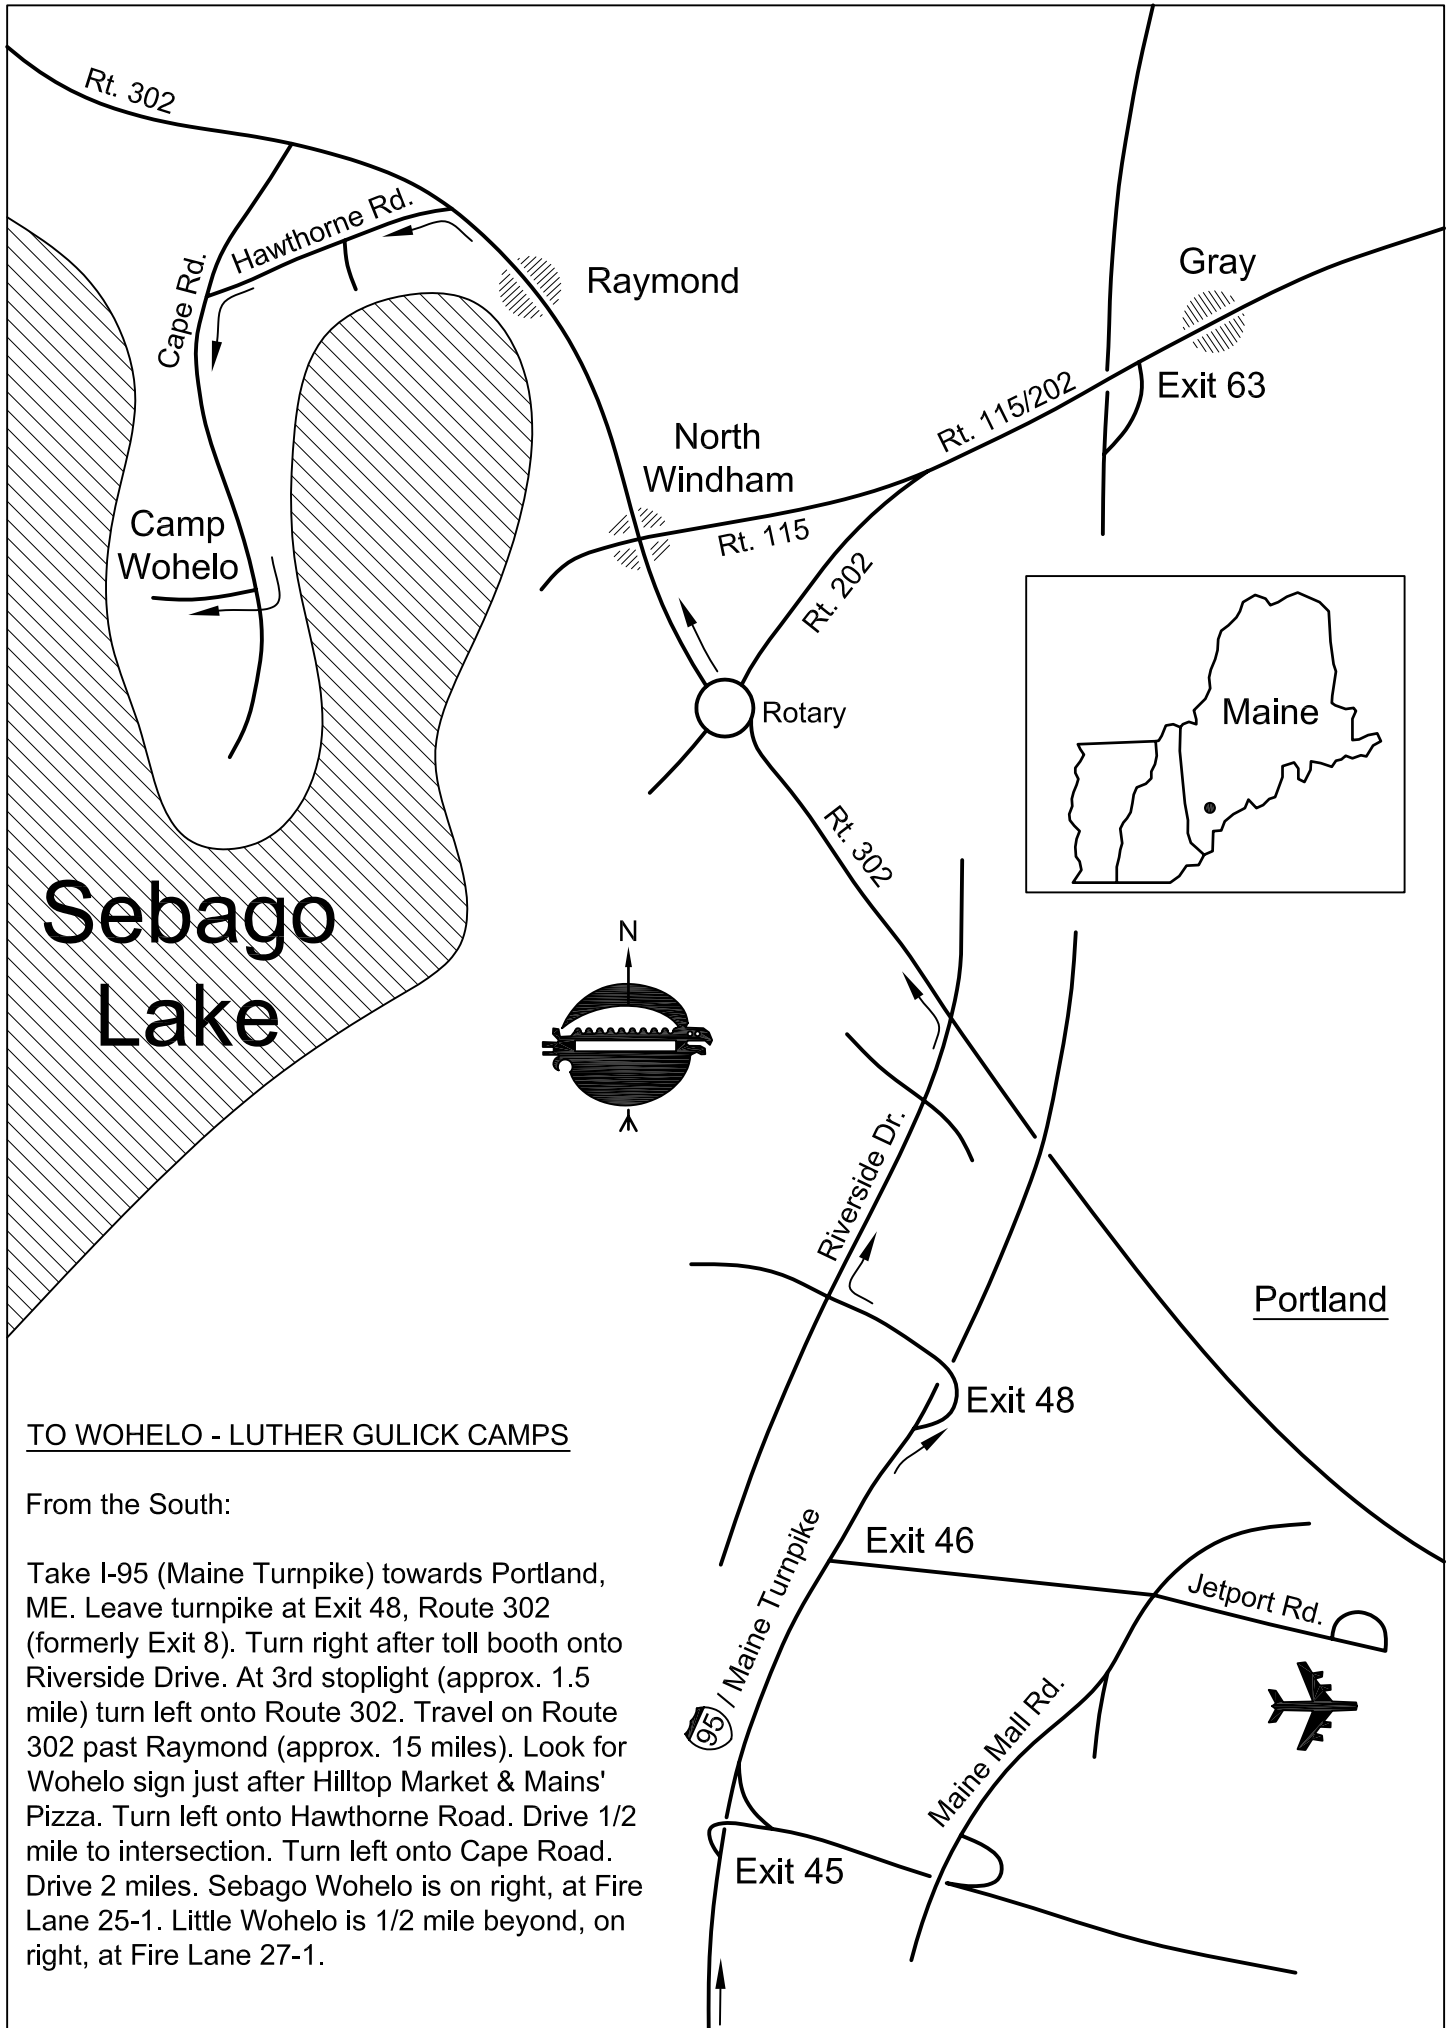 Rt. 302
Hawthorne Rd.
Cape Rd.
Raymond
Gray
Exit 63
Rt. 115/202
North
Windham
Rt. 115
Rt. 202
Camp
Wohelo
Rotary
Maine
Rt. 302
Sebago
Lake
N
Riverside Dr.
Portland
Exit 48
TO WOHELO - LUTHER GULICK CAMPS
From the South:
Take I-95 (Maine Turnpike) towards Portland,
ME. Leave turnpike at Exit 48, Route 302
(formerly Exit 8). Turn right after toll booth onto
Riverside Drive. At 3rd stoplight (approx. 1.5
mile) turn left onto Route 302. Travel on Route
302 past Raymond (approx. 15 miles). Look for
Wohelo sign just after Hilltop Market & Mains'
Pizza. Turn left onto Hawthorne Road. Drive 1/2
mile to intersection. Turn left onto Cape Road.
Drive 2 miles. Sebago Wohelo is on right, at Fire
Lane 25-1. Little Wohelo is 1/2 mile beyond, on
right, at Fire Lane 27-1.
Exit 46
Jetport Rd.
95 / Maine Turnpike
Maine Mall Rd.
Exit 45